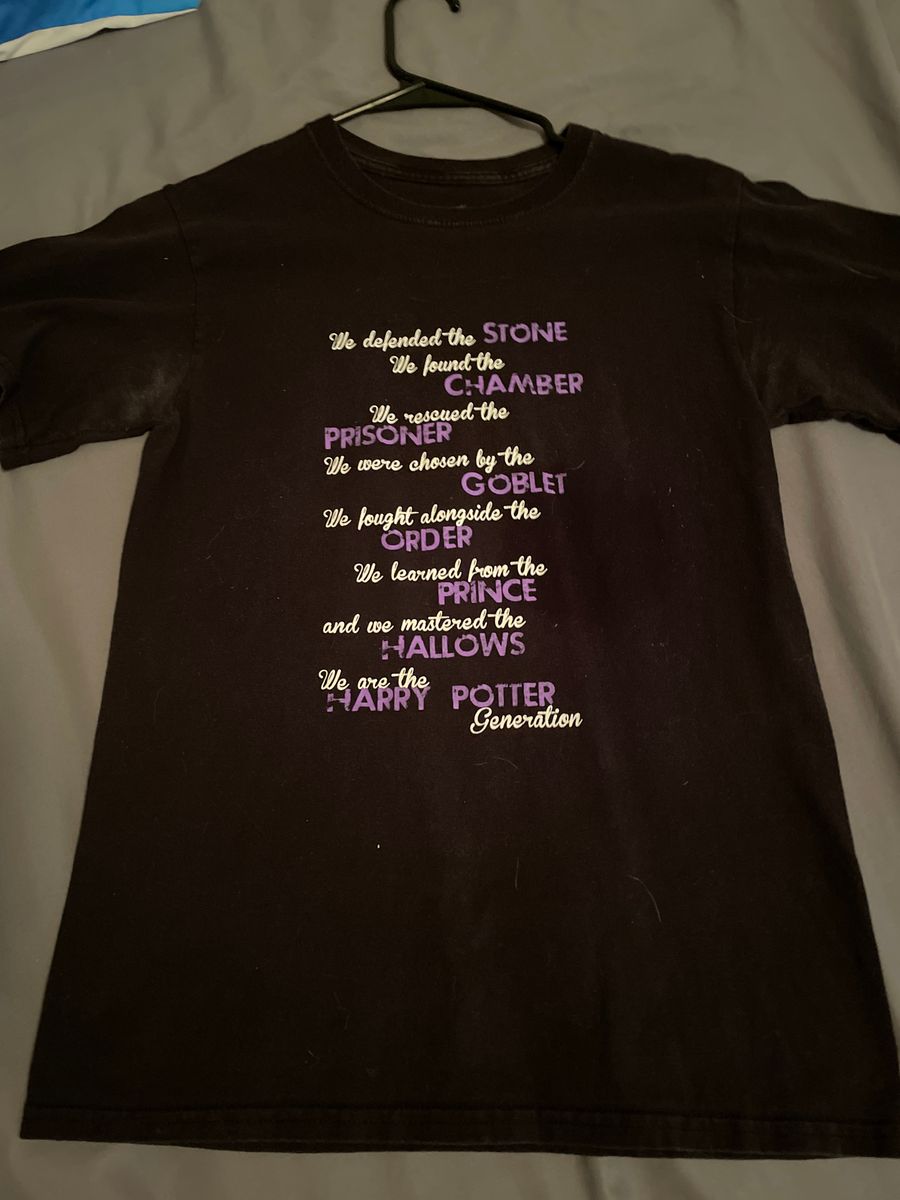 We defended the STONE
We found the
CHAMBER
We rescued the
PRISONER
We were chosen by the
GOBLET
We fought alongside the
ORDER
We learned from the
PRINCE
and we mastered the
HALLOWS
We are the
HARRY POTTER
Generation